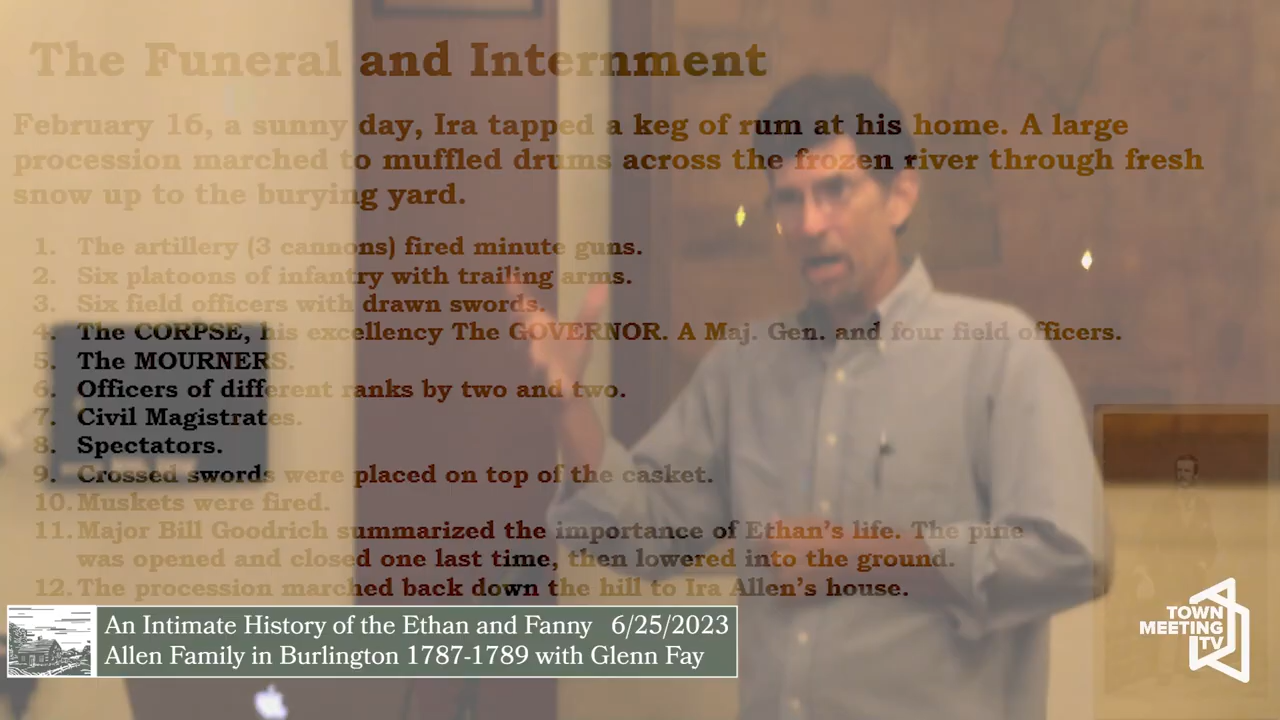 The Funeral and Internment
February 16, a sunny day, Ira tapped a keg of rum at his home. A large
procession marched to muffled drums across the frozen river through fresh
snow up to the burying yard.
1. The artillery (3 cannons) fired minute guns.
2. Six platoons of infantry with trailing arms.
3. Six field officers with drawn swords.
4. The CORPSE, his excellency The GOVERNOR. A Maj. Gen. and four field officers.
5. The MOURNERS.
6. Officers of different ranks by two and two.
7. Civil Magistrates.
8. Spectators.
9. Crossed swords were placed on top of the casket.
10. Muskets were fired.
11. Major Bill Goodrich summarized the importance of Ethan's life. The pine
was opened and closed one last time, then lowered into the ground.
12. The procession marched back down the hill to Ira Allen's house.
An Intimate History of the Ethan and Fanny 6/25/2023
Allen Family in Burlington 1787-1789 with Glenn Fay
TOWN
MEETING
TV